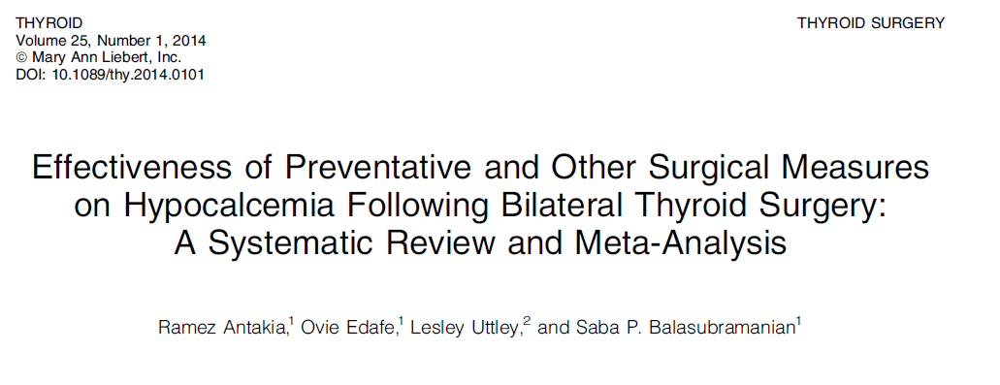 THYROID
Volume 25, Number 1, 2014
© Mary Ann Liebert, Inc.
DOI: 10.1089/thy.2014.0101
THYROID SURGERY
Effectiveness of Preventative and Other Surgical Measures
on Hypocalcemia Following Bilateral Thyroid Surgery:
A Systematic Review and Meta-Analysis
Ramez Antakia,1 Ovie Edafe,1 Lesley Uttley,2 and Saba P. Balasubramanian1